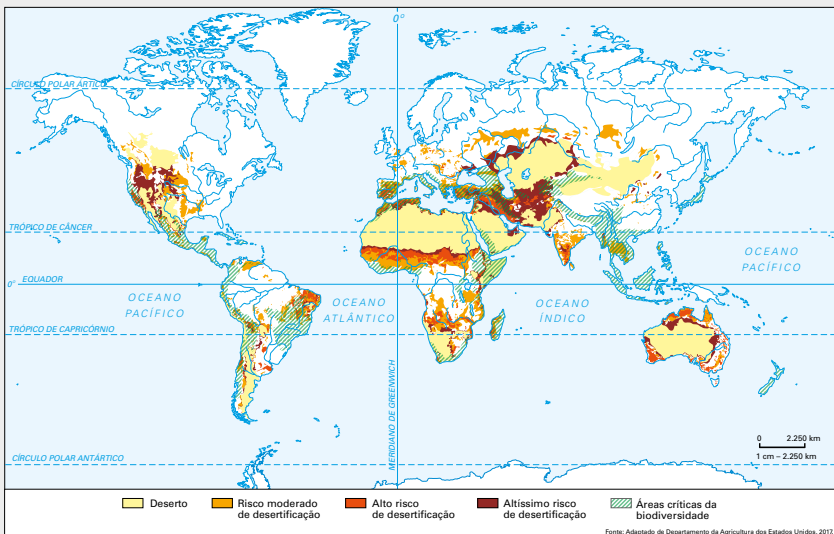 0°
CÍRCULO POLAR ÁRTICO
TRÓPICO DE CÂNCER
OCEANO
PACÍFICO
0°
EQUADOR
OCEANO
PACÍFICO
OCEANO
ATLÂNTICO
OCEANO
ÍNDICO
TRÓPICO DE CAPRICÓRNIO
MERIDIANO DE GREENWICH
CÍRCULO POLAR ANTÁRTICO
0 2.250 km
1 cm – 2.250 km
Deserto
Risco moderado
de desertificação
Alto risco
de desertificação
Altíssimo risco
de desertificação
Áreas críticas da
biodiversidade
Fonte: Adaptado de Departamento da Agricultura dos Estados Unidos, 2017.